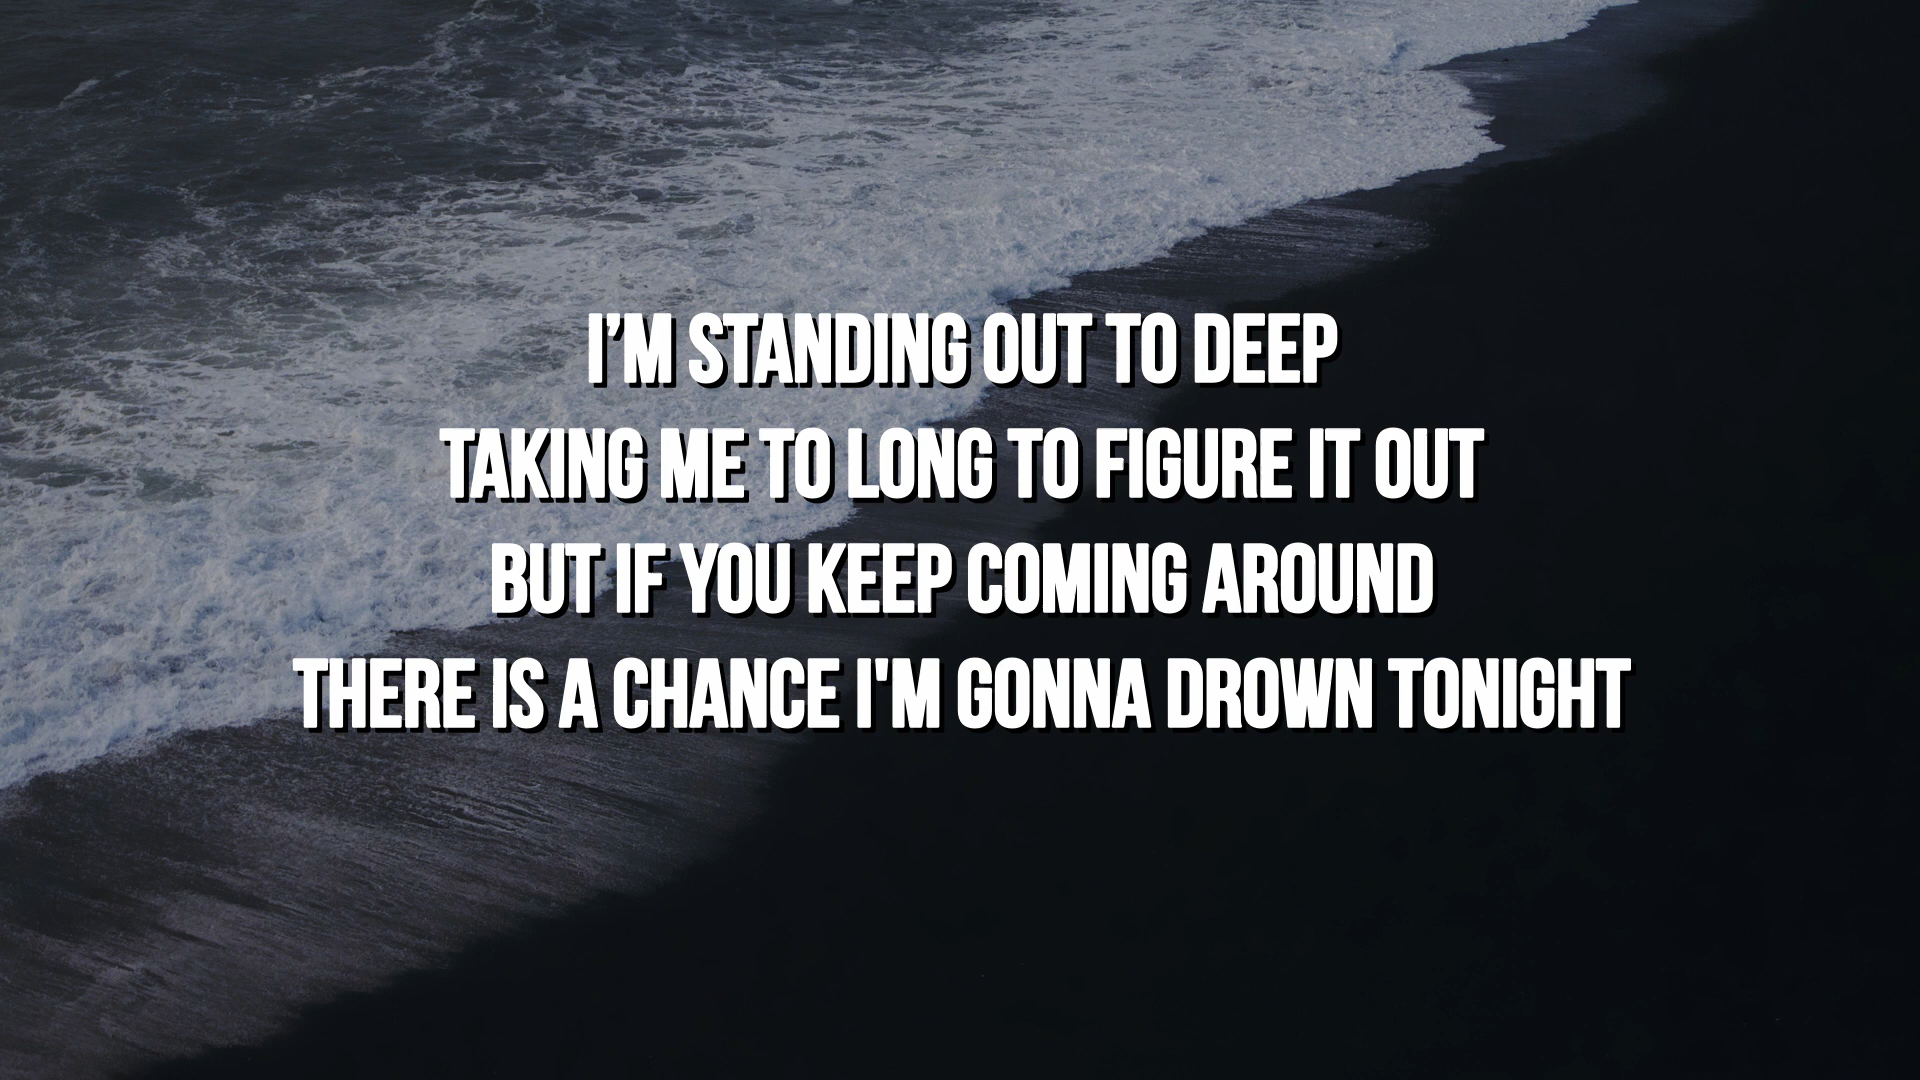 I’M STANDING OUT TO DEEP
TAKING ME TO LONG TO FIGURE IT OUT
BUT IF YOU KEEP COMING AROUND
THERE IS A CHANCE I'M GONNA DROWN TONIGHT